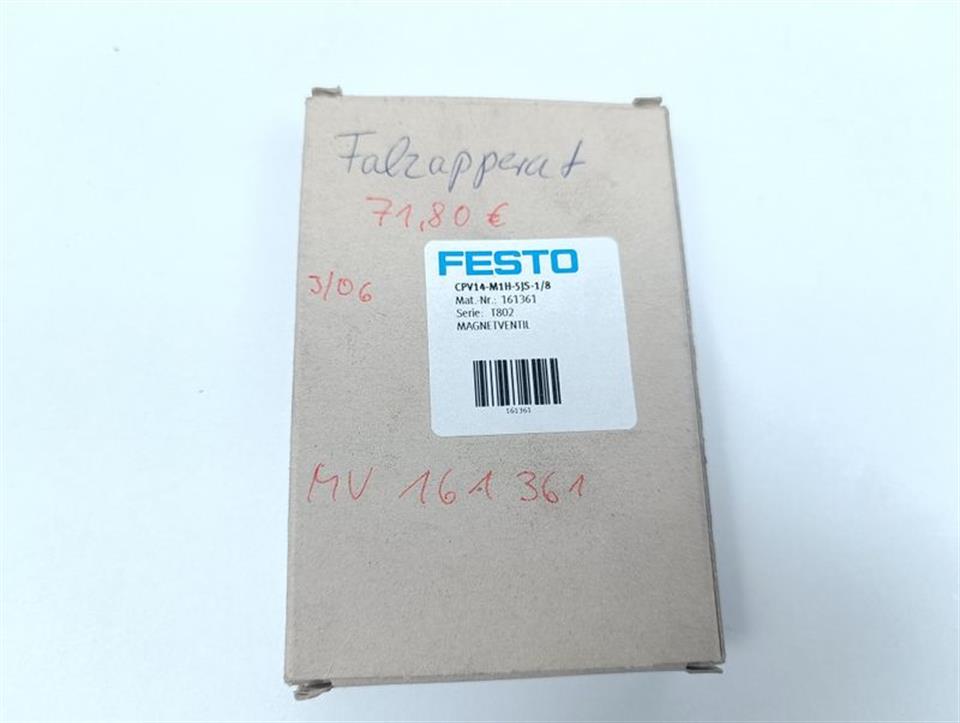 Falzapperat
71,80 €
3/06
FESTO
CPV14-M1H-5JS-1/8
Mat.-Nr.: 161361
Serie: T802
MAGNETVENTIL
161361
MV 161 361